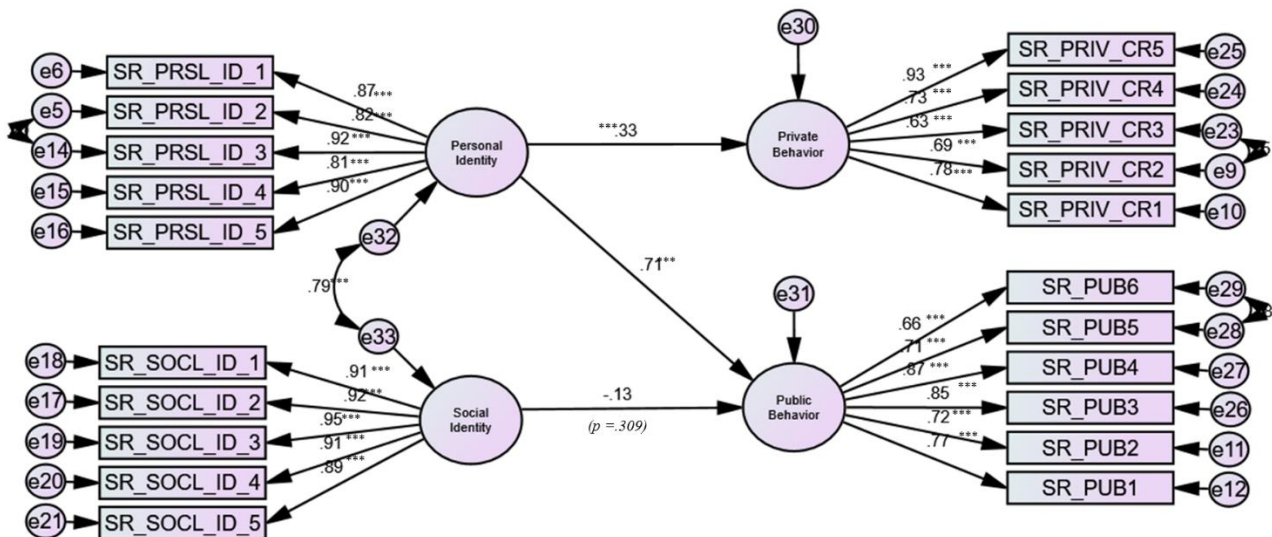 e6
SR_PRSL_ID_1
e5
SR_PRSL_ID_2
e14
SR_PRSL_ID_3
e15
SR_PRSL_ID_4
e16
SR_PRSL_ID_5
.87***
.82***
.92***
.81***
.90***
Personal
Identity
e32
.79***
e33
e18
SR_SOCL_ID_1
e17
SR_SOCL_ID_2
e19
SR_SOCL_ID_3
e20
SR_SOCL_ID_4
e21
SR_SOCL_ID_5
.91***
.92***
.95***
.91***
.89***
Social
Identity
***.33
.71***
-.13
(p =.309)
e30
Private
Behavior
.93 ***
.73 ***
.63 ***
.69 ***
.78***
SR_PRIV_CR5
e25
SR_PRIV_CR4
e24
SR_PRIV_CR3
e23
SR_PRIV_CR2
e9
SR_PRIV_CR1
e10
e31
Public
Behavior
.66 ***
.71 ***
.87 ***
.85 ***
.72 ***
.77 ***
SR_PUB6
e29
SR_PUB5
e28
SR_PUB4
e27
SR_PUB3
e26
SR_PUB2
e11
SR_PUB1
e12